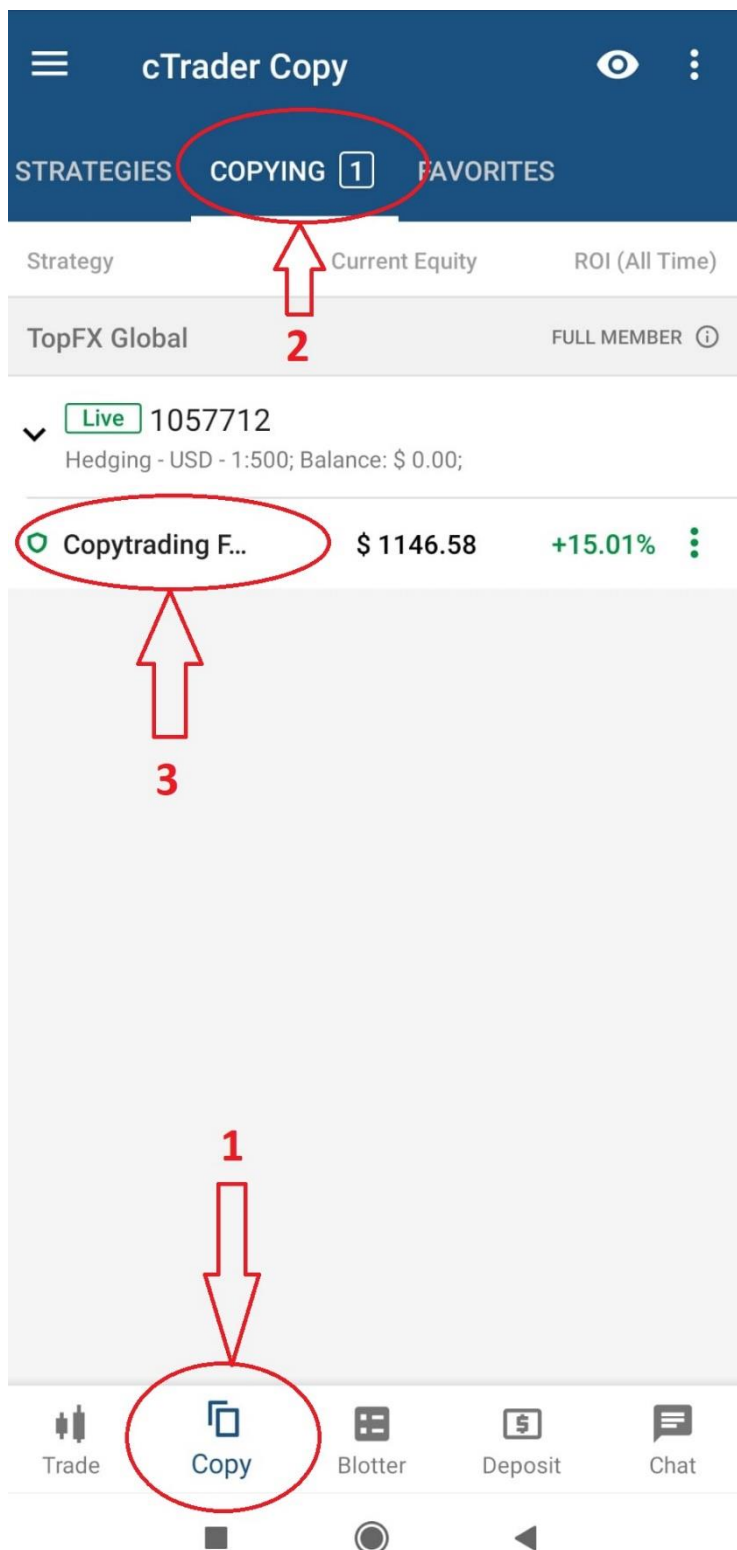 cTrader Copy
STRATEGIES COPYING 1 FAVORITES
Strategy Current Equity ROI (All Time)
2
TopFX Global FULL MEMBER
Live 1057712
Hedging - USD - 1:500; Balance: $ 0.00;
Copytrading F... $ 1146.58 +15.01%
3
1
Trade Copy Blotter Deposit Chat